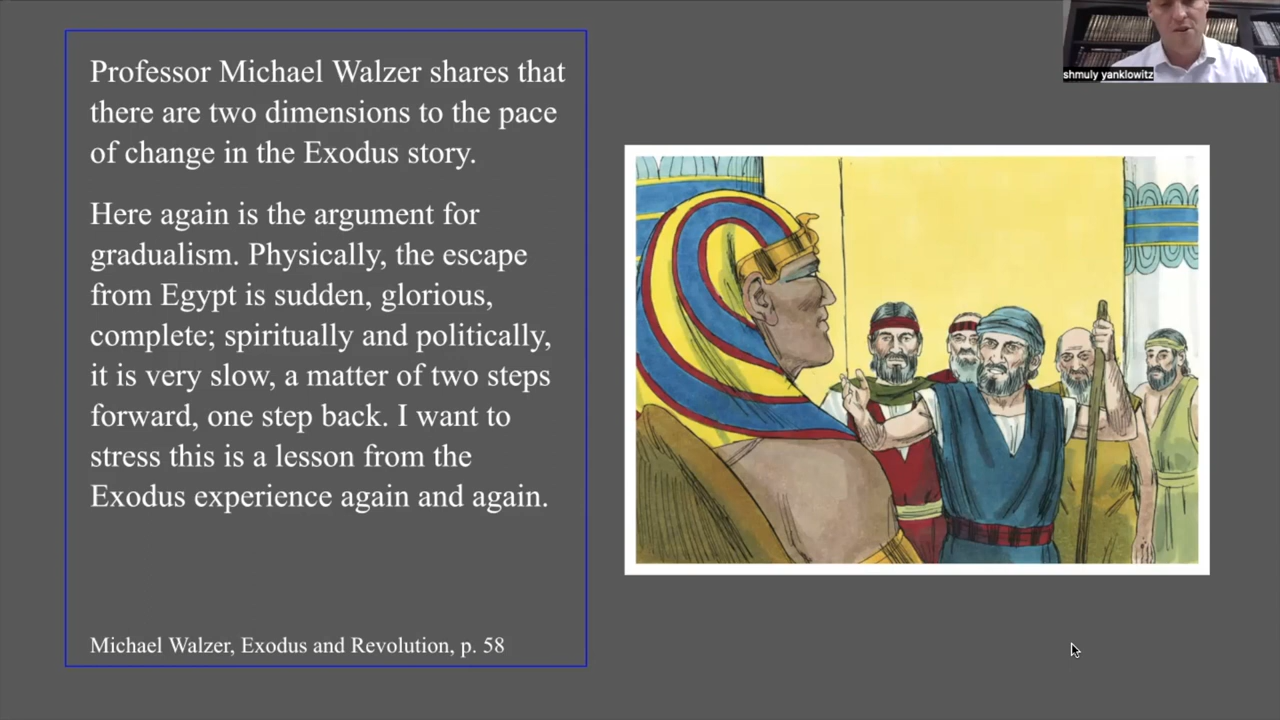 Professor Michael Walzer shares that
there are two dimensions to the pace
of change in the Exodus story.
Here again is the argument for
gradualism. Physically, the escape
from Egypt is sudden, glorious,
complete; spiritually and politically,
it is very slow, a matter of two steps
forward, one step back. I want to
stress this is a lesson from the
Exodus experience again and again.
Michael Walzer, Exodus and Revolution, p. 58
shmuly yanklowitz